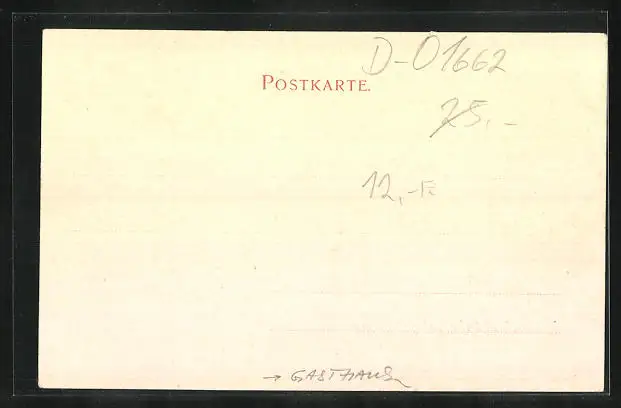 D-01662
POSTKARTE.
25,-
12,-
→ GASTHAUS